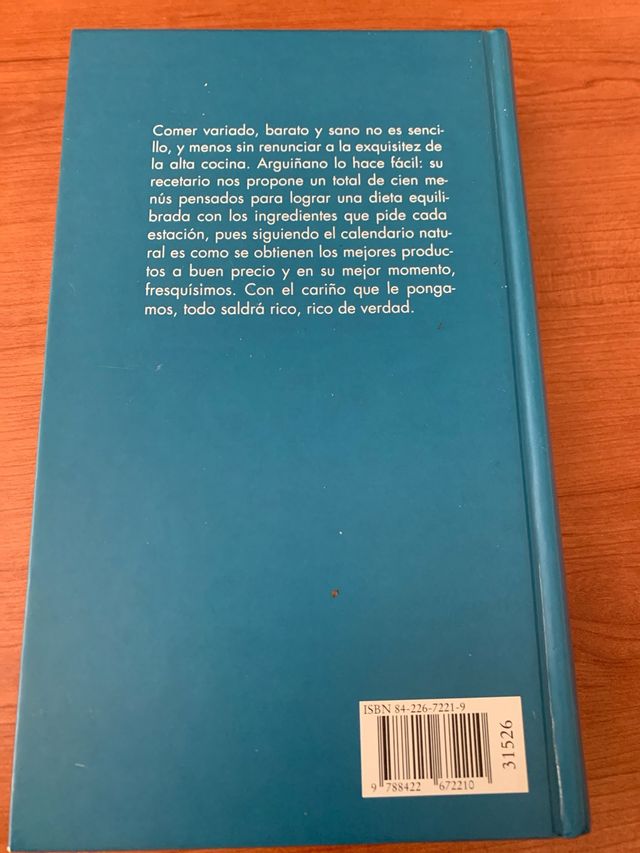 Comer variado, barato y sano no es senci-
llo, y menos sin renunciar a la exquisitez de
la alta cocina. Arguiñano lo hace fácil: su
recetario nos propone un total de cien me-
nús pensados para lograr una dieta equili-
brada con los ingredientes que pide cada
estación, pues siguiendo el calendario natu-
ral es como se obtienen los mejores produc-
tos a buen precio y en su mejor momento,
fresquísimos. Con el cariño que le ponga-
mos, todo saldrá rico, rico de verdad.
ISBN 84-226-7221-9
9 788422 672210
31526